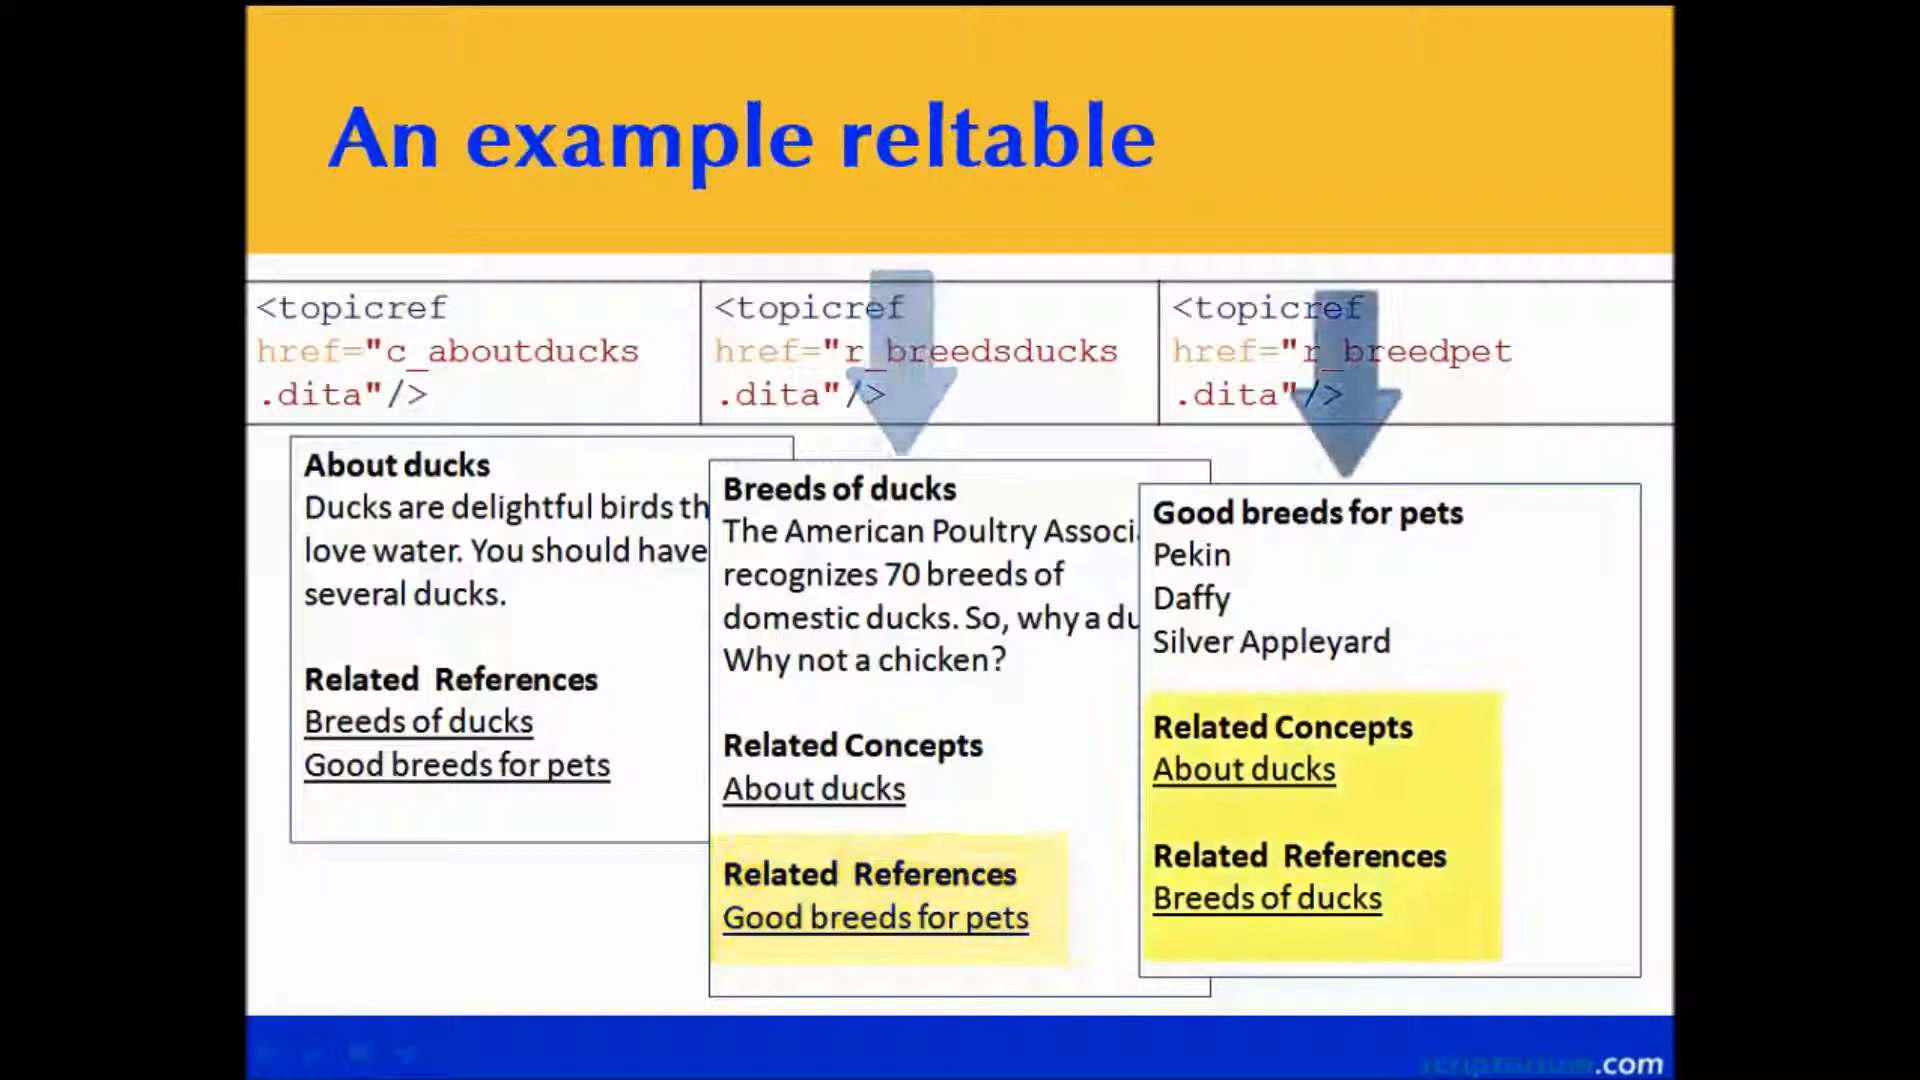 An example reltable
<topicref
href="c_aboutducks
.dita"/>
<topicref
href="r_breedsducks
.dita"/>
<topicref
href="r_breedpet
.dita"/>
About ducks
Ducks are delightful birds th
love water. You should have
several ducks.
Related References
Breeds of ducks
Good breeds for pets
Breeds of ducks
The American Poultry Associ
recognizes 70 breeds of
domestic ducks. So, why a du
Why not a chicken?
Related Concepts
About ducks
Related References
Good breeds for pets
Good breeds for pets
Pekin
Daffy
Silver Appleyard
Related Concepts
About ducks
Related References
Breeds of ducks
scriptorium.com